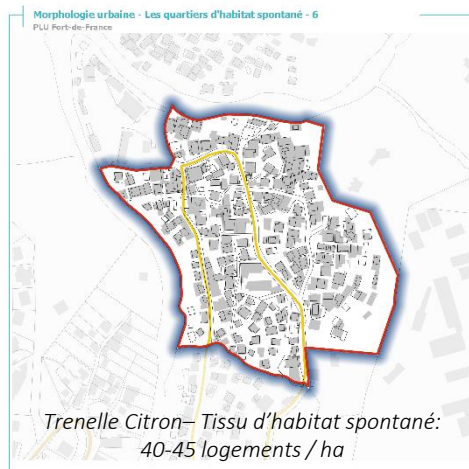 Morphologie urbaine - Les quartiers d'habitat spontané - 6
PLU Fort-de-France
Trenelle Citron– Tissu d'habitat spontané:
40-45 logements / ha